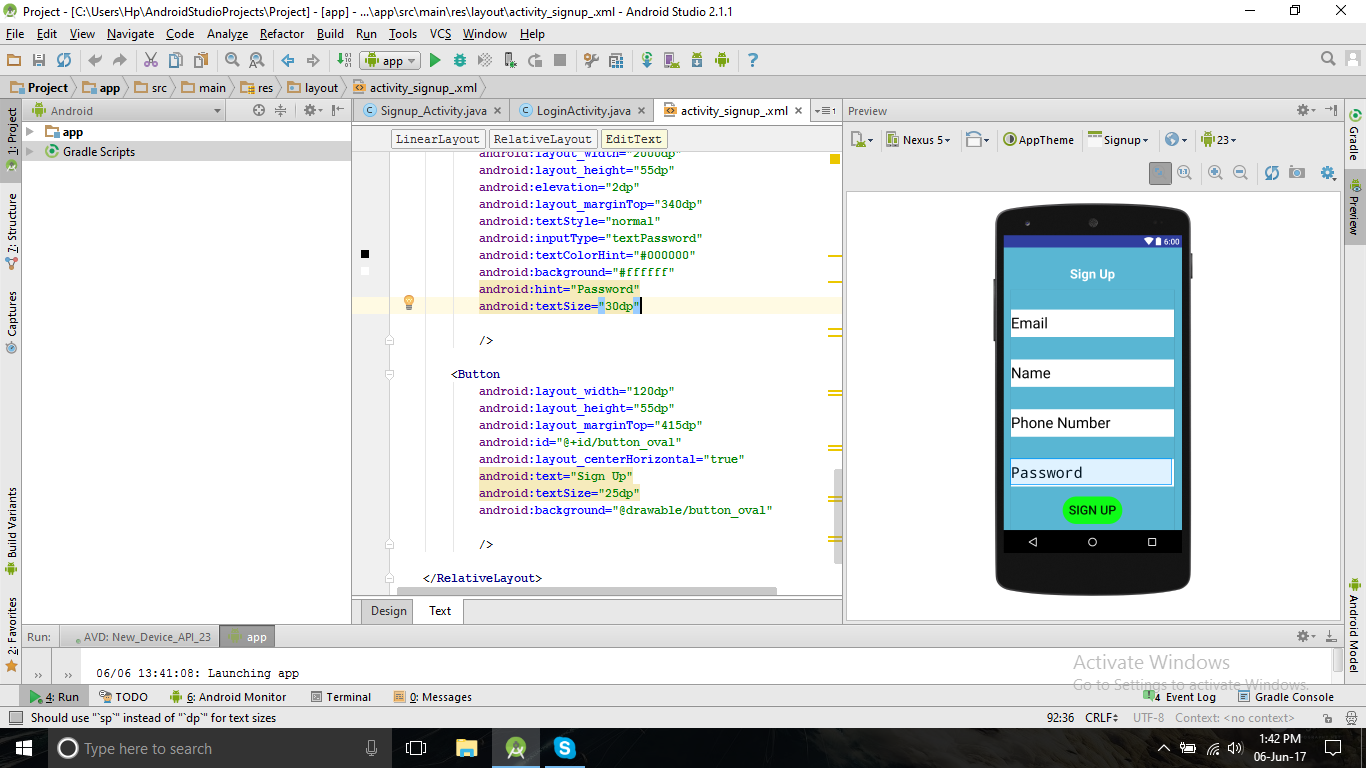 Project - [C:\Users\Hp\AndroidStudioProjects\Project] - [app] - ...\app\src\main\res\layout\activity_signup_.xml - Android Studio 2.1.1
File Edit View Navigate Code Analyze Refactor Build Run Tools VCS Window Help
app
Project app src main res layout activity_signup_.xml
Android
Signup_Activity.java LoginActivity.java activity_signup_.xml
Preview
app
Gradle Scripts
LinearLayout RelativeLayout EditText
Nexus 5 AppTheme Signup 23
1:1
android:layout_width="2000dp"
android:layout_height="55dp"
android:elevation="2dp"
android:layout_marginTop="340dp"
android:textStyle="normal"
android:inputType="textPassword"
android:textColorHint="#000000"
android:background="#ffffff"
android:hint="Password"
android:textSize="30dp"
/>
<Button
android:layout_width="120dp"
android:layout_height="55dp"
android:layout_marginTop="415dp"
android:id="@+id/button_oval"
android:layout_centerHorizontal="true"
android:text="Sign Up"
android:textSize="25dp"
android:background="@drawable/button_oval"
/>
</RelativeLayout>
Design Text
6:00
Sign Up
Email
Name
Phone Number
Password
SIGN UP
1: Project
7: Structure
Captures
Build Variants
2: Favorites
Gradle
Preview
Android Model
Run: AVD: New_Device_API_23 app
06/06 13:41:08: Launching app
Activate Windows
Go to Settings to activate Windows.
4: Run TODO 6: Android Monitor Terminal 0: Messages 4 Event Log Gradle Console
Should use "`sp`" instead of "`dp`" for text sizes
92:36 CRLF UTF-8 Context: <no context>
Type here to search
1:42 PM
06-Jun-17